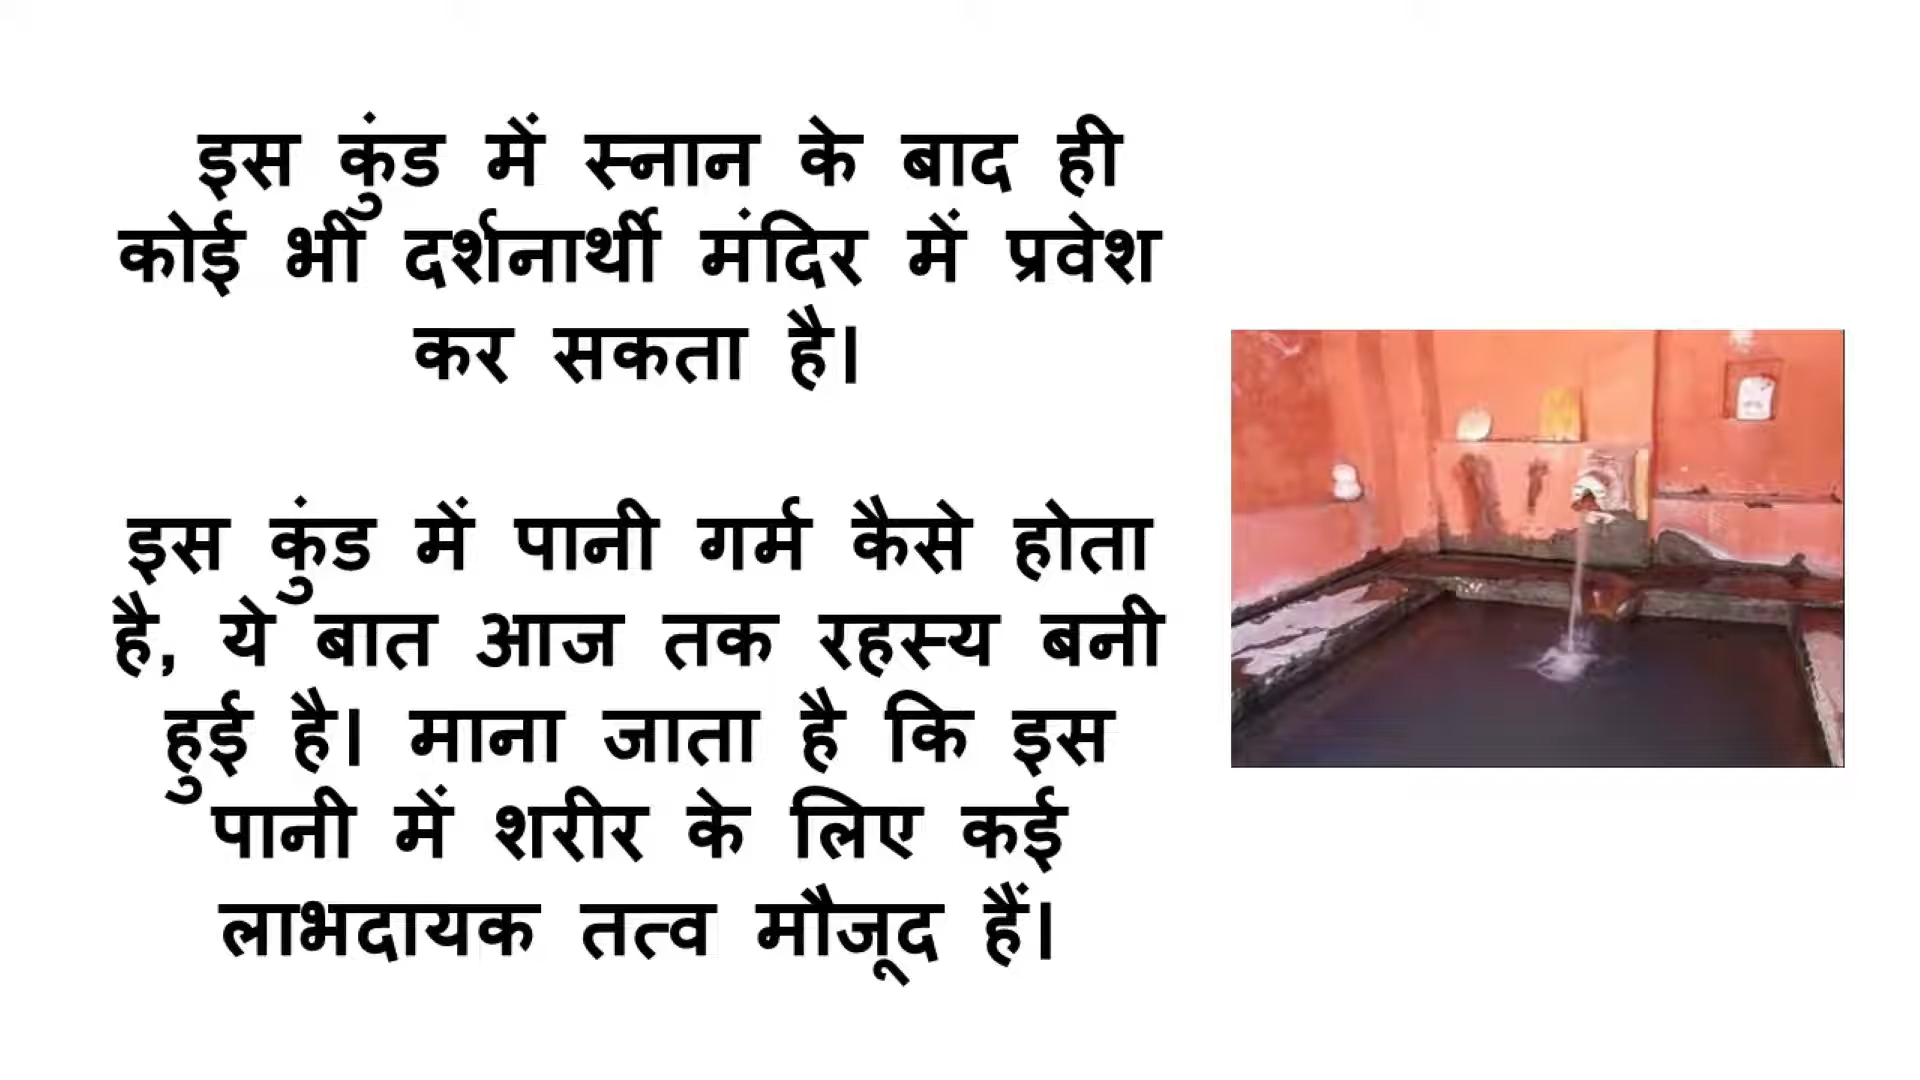 इस कुंड में स्नान के बाद ही
कोई भी दर्शनार्थी मंदिर में प्रवेश
कर सकता है।
इस कुंड में पानी गर्म कैसे होता
है, ये बात आज तक रहस्य बनी
हुई है। माना जाता है कि इस
पानी में शरीर के लिए कई
लाभदायक तत्व मौजूद हैं।